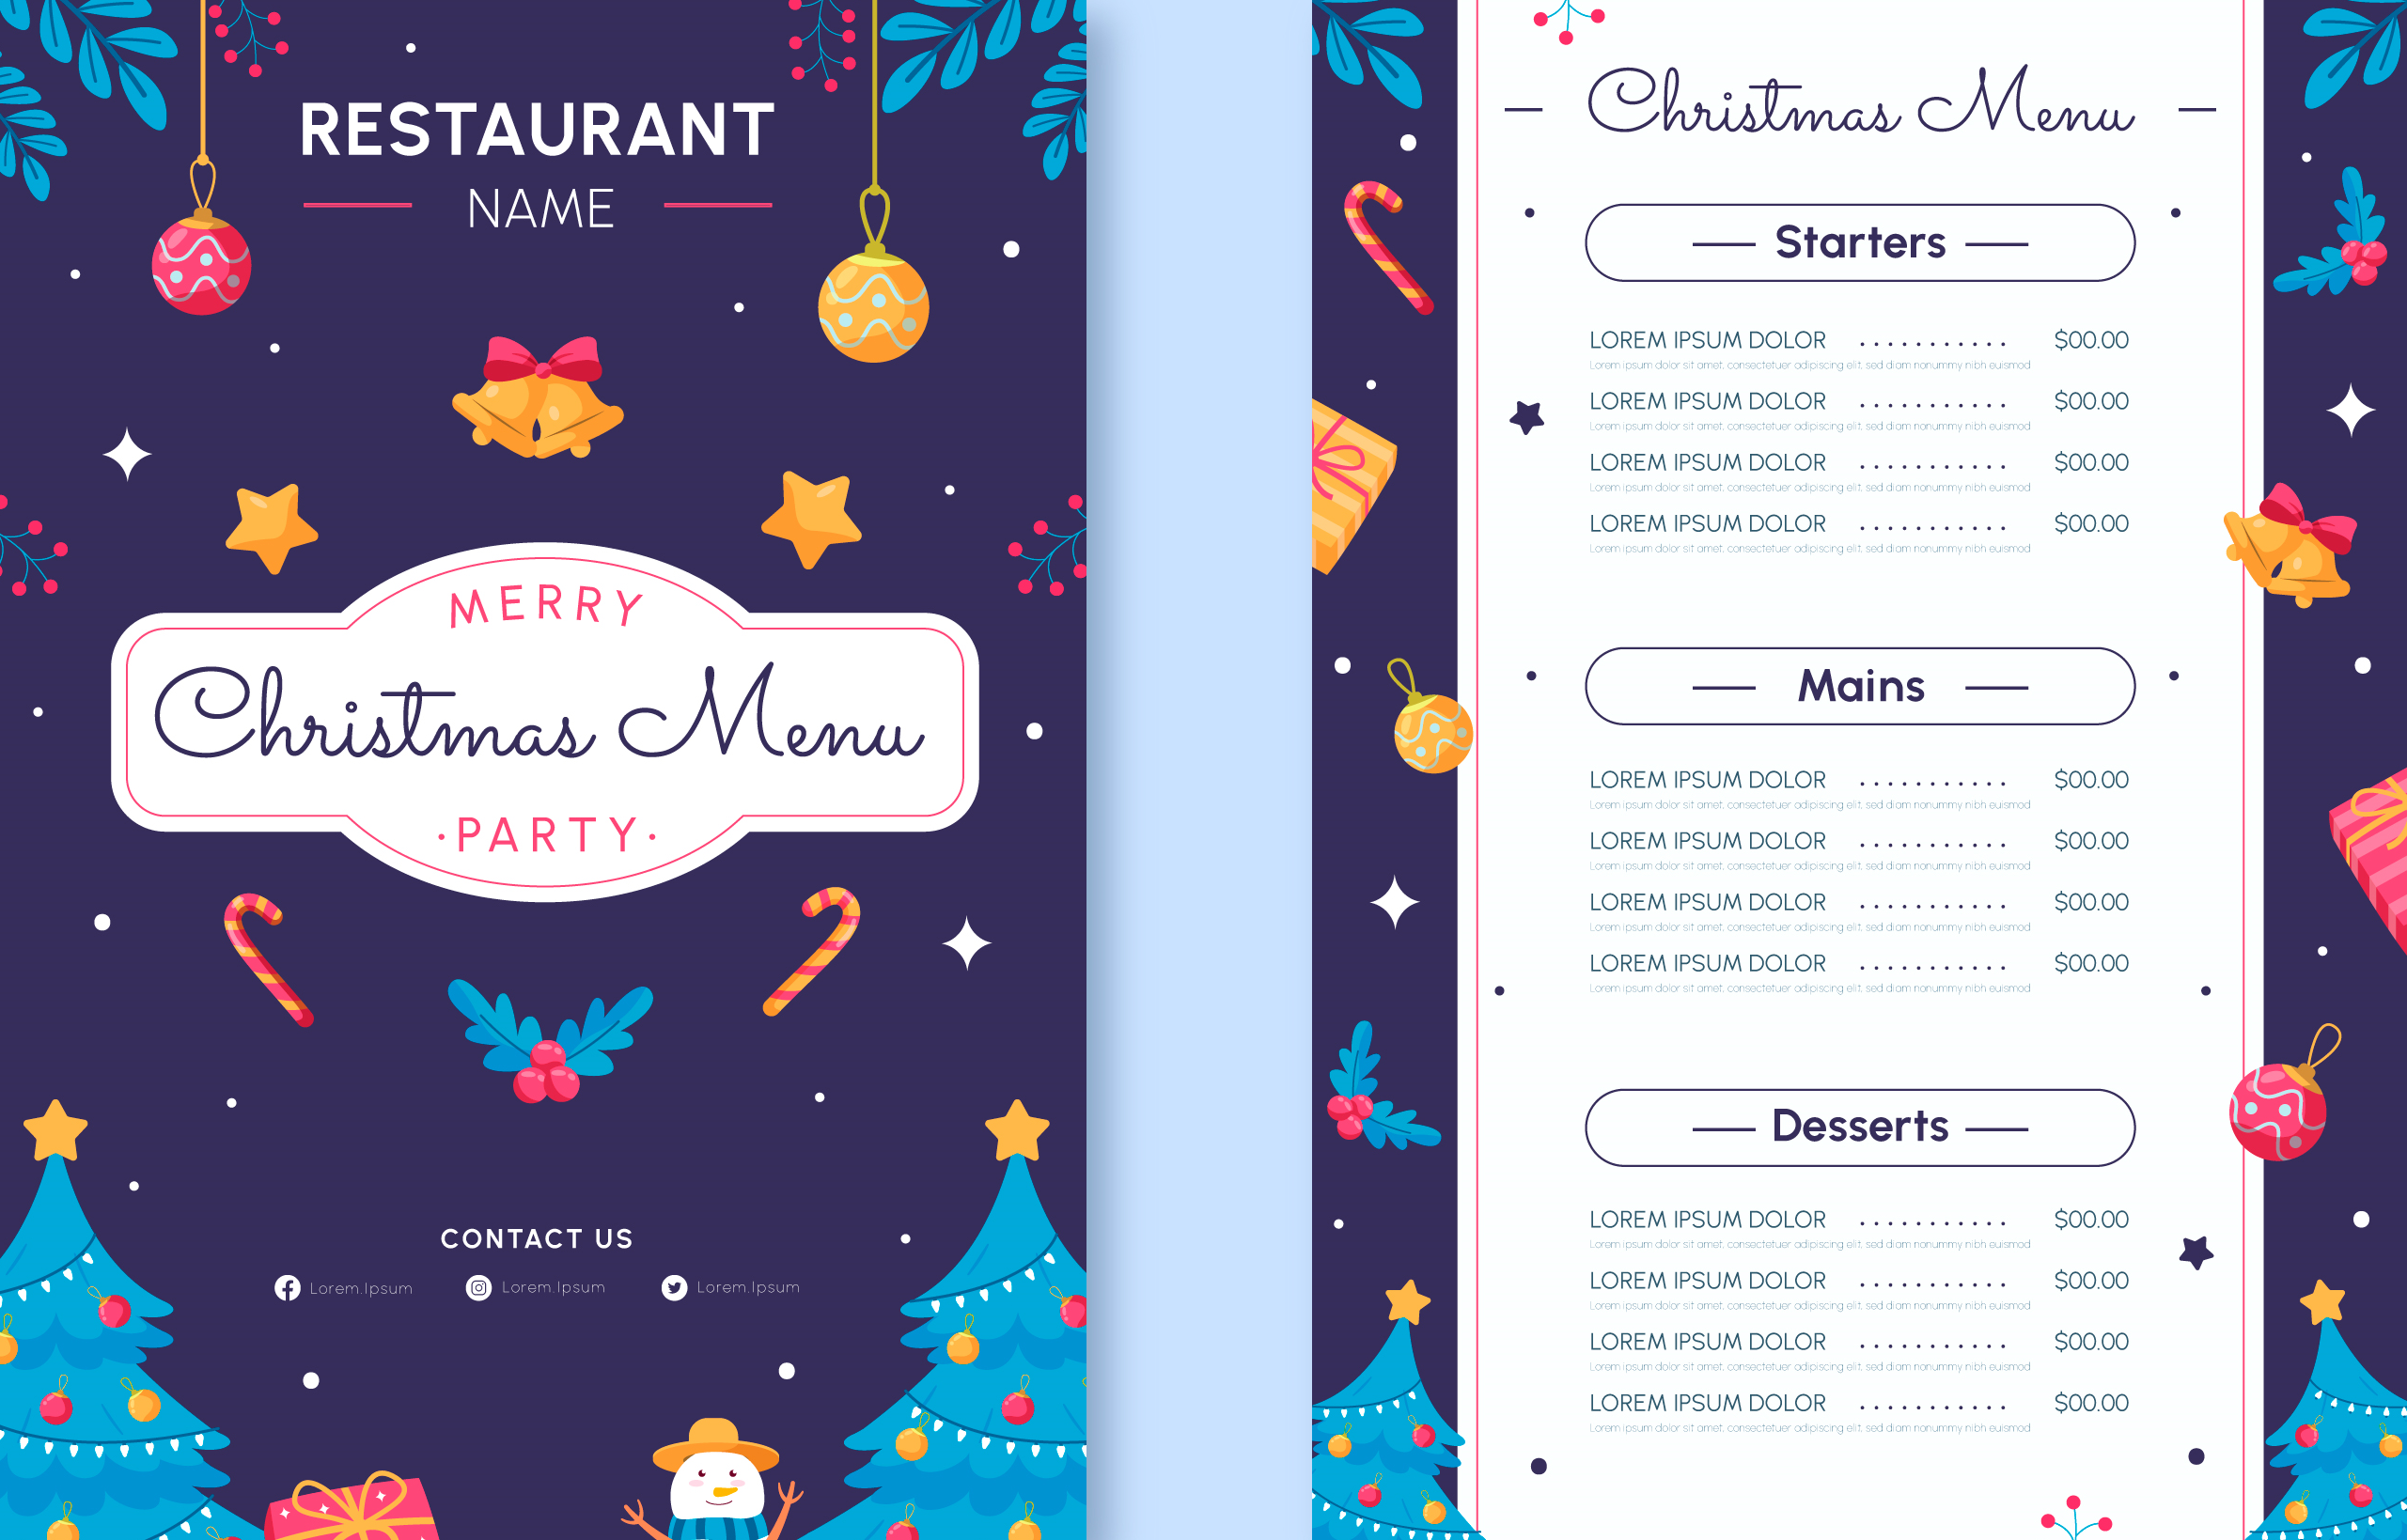 RESTAURANT
NAME
MERRY
Christmas Menu
·PARTY·
CONTACT US
Lorem.Ipsum Lorem.Ipsum Lorem.Ipsum
Christmas Menu
Starters
LOREM IPSUM DOLOR . . . . . . . . . . . $00.00
Lorem ipsum dolor sit amet, consectetuer adipiscing elit, sed diam nonummy nibh euismod
LOREM IPSUM DOLOR . . . . . . . . . . . $00.00
Lorem ipsum dolor sit amet, consectetuer adipiscing elit, sed diam nonummy nibh euismod
LOREM IPSUM DOLOR . . . . . . . . . . . $00.00
Lorem ipsum dolor sit amet, consectetuer adipiscing elit, sed diam nonummy nibh euismod
LOREM IPSUM DOLOR . . . . . . . . . . . $00.00
Lorem ipsum dolor sit amet, consectetuer adipiscing elit, sed diam nonummy nibh euismod
Mains
LOREM IPSUM DOLOR . . . . . . . . . . . $00.00
Lorem ipsum dolor sit amet, consectetuer adipiscing elit, sed diam nonummy nibh euismod
LOREM IPSUM DOLOR . . . . . . . . . . . $00.00
Lorem ipsum dolor sit amet, consectetuer adipiscing elit, sed diam nonummy nibh euismod
LOREM IPSUM DOLOR . . . . . . . . . . . $00.00
Lorem ipsum dolor sit amet, consectetuer adipiscing elit, sed diam nonummy nibh euismod
LOREM IPSUM DOLOR . . . . . . . . . . . $00.00
Lorem ipsum dolor sit amet, consectetuer adipiscing elit, sed diam nonummy nibh euismod
Desserts
LOREM IPSUM DOLOR . . . . . . . . . . . $00.00
Lorem ipsum dolor sit amet, consectetuer adipiscing elit, sed diam nonummy nibh euismod
LOREM IPSUM DOLOR . . . . . . . . . . . $00.00
Lorem ipsum dolor sit amet, consectetuer adipiscing elit, sed diam nonummy nibh euismod
LOREM IPSUM DOLOR . . . . . . . . . . . $00.00
Lorem ipsum dolor sit amet, consectetuer adipiscing elit, sed diam nonummy nibh euismod
LOREM IPSUM DOLOR . . . . . . . . . . . $00.00
Lorem ipsum dolor sit amet, consectetuer adipiscing elit, sed diam nonummy nibh euismod